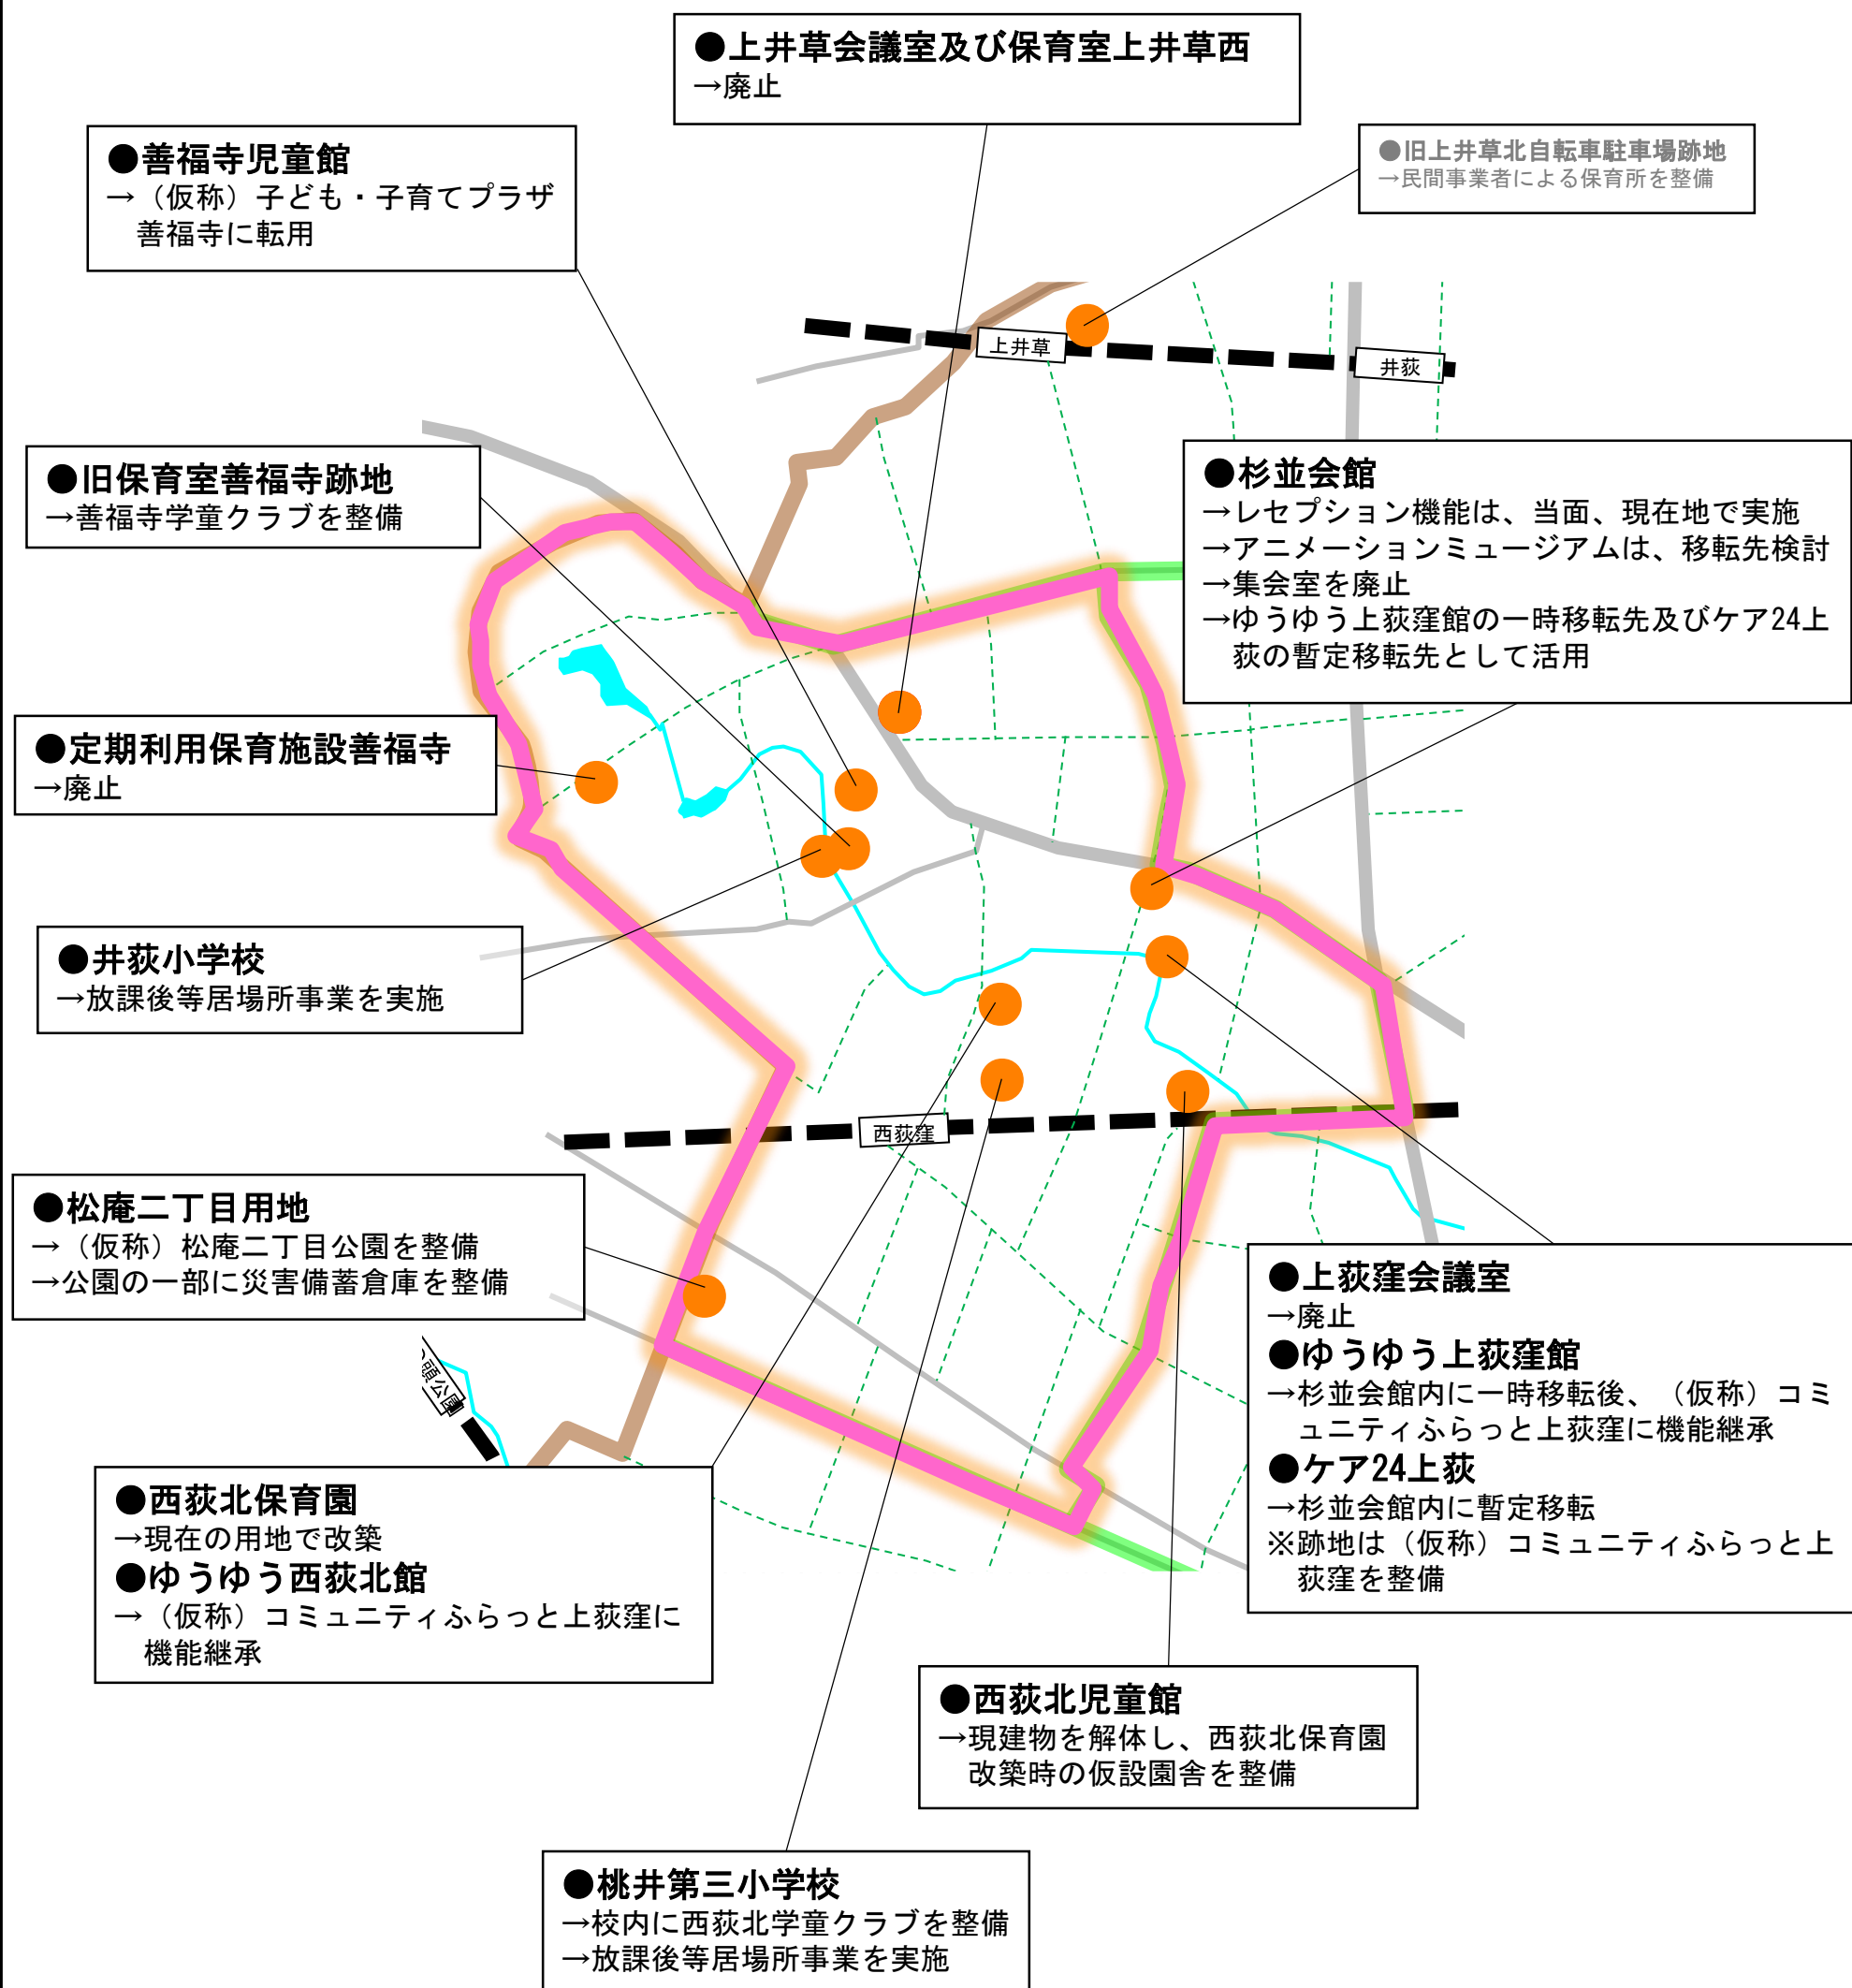 ●上井草会議室及び保育室上井草西
→廃止
●善福寺児童館
→（仮称）子ども・子育てプラザ
善福寺に転用
●旧上井草北自転車駐車場跡地
→民間事業者による保育所を整備
上井草
井荻
●旧保育室善福寺跡地
→善福寺学童クラブを整備
●杉並会館
→レセプション機能は、当面、現在地で実施
→アニメーションミュージアムは、移転先検討
→集会室を廃止
→ゆうゆう上荻窪館の一時移転先及びケア24上
荻の暫定移転先として活用
●定期利用保育施設善福寺
→廃止
●井荻小学校
→放課後等居場所事業を実施
西荻窪
●松庵二丁目用地
→（仮称）松庵二丁目公園を整備
→公園の一部に災害備蓄倉庫を整備
頭公園
●上荻窪会議室
→廃止
●ゆうゆう上荻窪館
→杉並会館内に一時移転後、（仮称）コミ
ュニティふらっと上荻窪に機能継承
●ケア24上荻
→杉並会館内に暫定移転
※跡地は（仮称）コミュニティふらっと上
荻窪を整備
●西荻北保育園
→現在の用地で改築
●ゆうゆう西荻北館
→（仮称）コミュニティふらっと上荻窪に
機能継承
●西荻北児童館
→現建物を解体し、西荻北保育園
改築時の仮設園舎を整備
●桃井第三小学校
→校内に西荻北学童クラブを整備
→放課後等居場所事業を実施